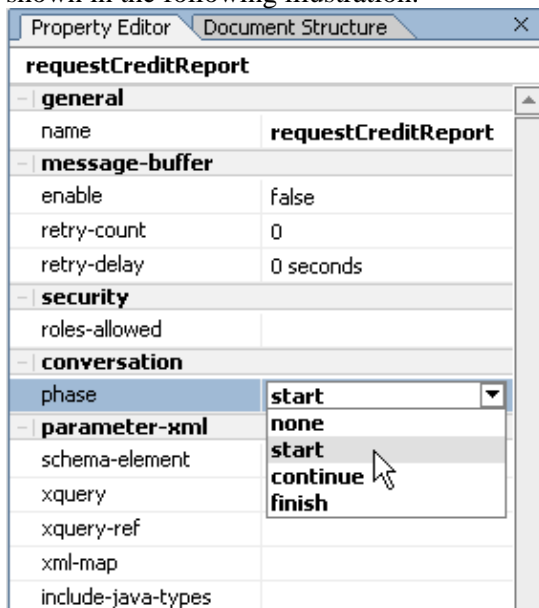 shown in the following illustration.
Property Editor Document Structure
requestCreditReport
general
name requestCreditReport
message-buffer
enable false
retry-count 0
retry-delay 0 seconds
security
roles-allowed
conversation
phase start
none
parameter-xml
start
schema-element
continue
xquery
finish
xquery-ref
xml-map
include-java-types